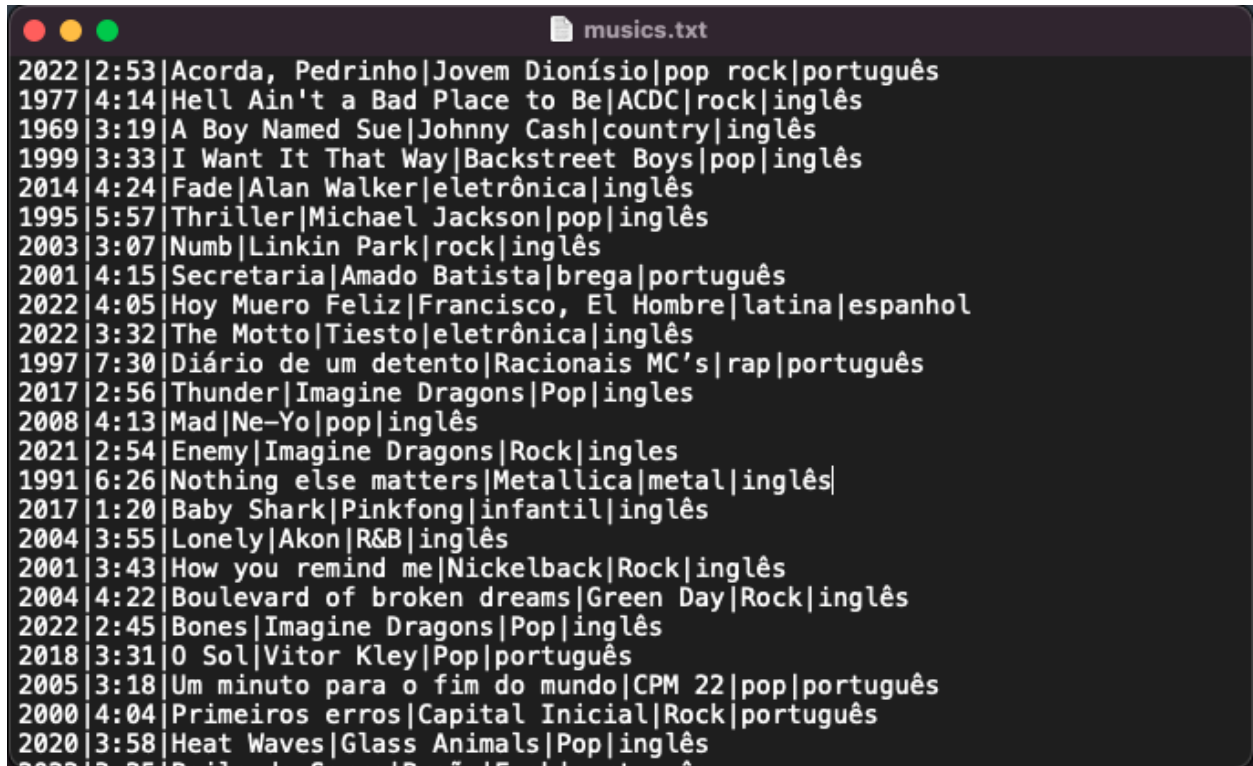 musics.txt
2022|2:53|Acorda, Pedrinho|Jovem Dionísio|pop rock|português
1977|4:14|Hell Ain't a Bad Place to Be|ACDC|rock|inglês
1969|3:19|A Boy Named Sue|Johnny Cash|country|inglês
1999|3:33|I Want It That Way|Backstreet Boys|pop|inglês
2014|4:24|Fade|Alan Walker|eletrônica|inglês
1995|5:57|Thriller|Michael Jackson|pop|inglês
2003|3:07|Numb|Linkin Park|rock|inglês
2001|4:15|Secretaria|Amado Batista|brega|português
2022|4:05|Hoy Muero Feliz|Francisco, El Hombre|latina|espanhol
2022|3:32|The Motto|Tiesto|eletrônica|inglês
1997|7:30|Diário de um detento|Racionais MC’s|rap|português
2017|2:56|Thunder|Imagine Dragons|Pop|ingles
2008|4:13|Mad|Ne–Yo|pop|inglês
2021|2:54|Enemy|Imagine Dragons|Rock|ingles
1991|6:26|Nothing else matters|Metallica|metal|inglês
2017|1:20|Baby Shark|Pinkfong|infantil|inglês
2004|3:55|Lonely|Akon|R&B|inglês
2001|3:43|How you remind me|Nickelback|Rock|inglês
2004|4:22|Boulevard of broken dreams|Green Day|Rock|inglês
2022|2:45|Bones|Imagine Dragons|Pop|inglês
2018|3:31|O Sol|Vitor Kley|Pop|português
2005|3:18|Um minuto para o fim do mundo|CPM 22|pop|português
2000|4:04|Primeiros erros|Capital Inicial|Rock|português
2020|3:58|Heat Waves|Glass Animals|Pop|inglês